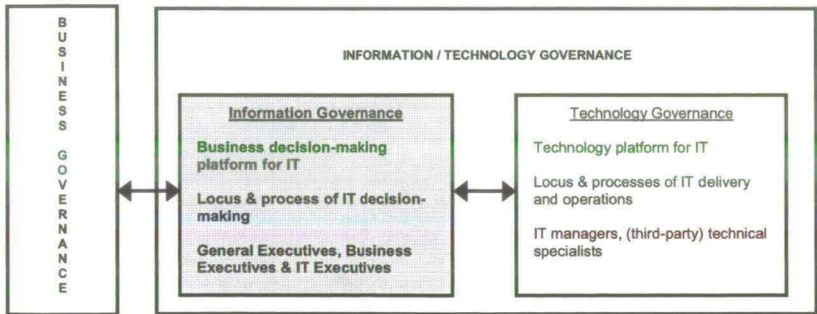 BUSINESS GOVERNANCE
INFORMATION / TECHNOLOGY GOVERNANCE
Information Governance
Business decision-making
platform for IT
Locus & process of IT decision-
making
General Executives, Business
Executives & IT Executives
Technology Governance
Technology platform for IT
Locus & processes of IT delivery
and operations
IT managers, (third-party) technical
specialists